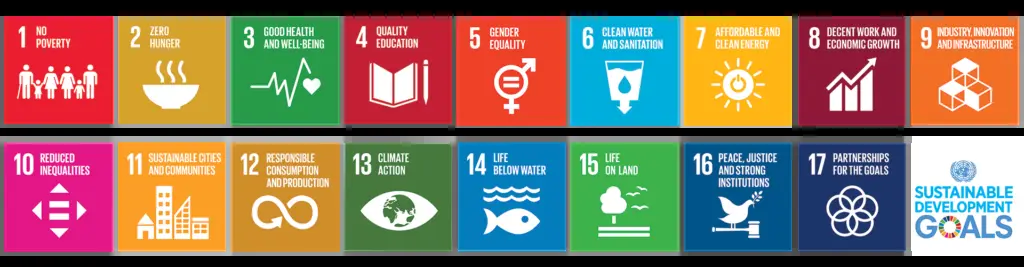 1 NO
POVERTY
2 ZERO
HUNGER
3 GOOD HEALTH
AND WELL-BEING
4 QUALITY
EDUCATION
5 GENDER
EQUALITY
6 CLEAN WATER
AND SANITATION
7 AFFORDABLE AND
CLEAN ENERGY
8 DECENT WORK AND
ECONOMIC GROWTH
9 INDUSTRY, INNOVATION
AND INFRASTRUCTURE
10 REDUCED
INEQUALITIES
11 SUSTAINABLE CITIES
AND COMMUNITIES
12 RESPONSIBLE
CONSUMPTION
AND PRODUCTION
13 CLIMATE
ACTION
14 LIFE
BELOW WATER
15 LIFE
ON LAND
16 PEACE, JUSTICE
AND STRONG
INSTITUTIONS
17 PARTNERSHIPS
FOR THE GOALS
SUSTAINABLE
DEVELOPMENT
GOALS